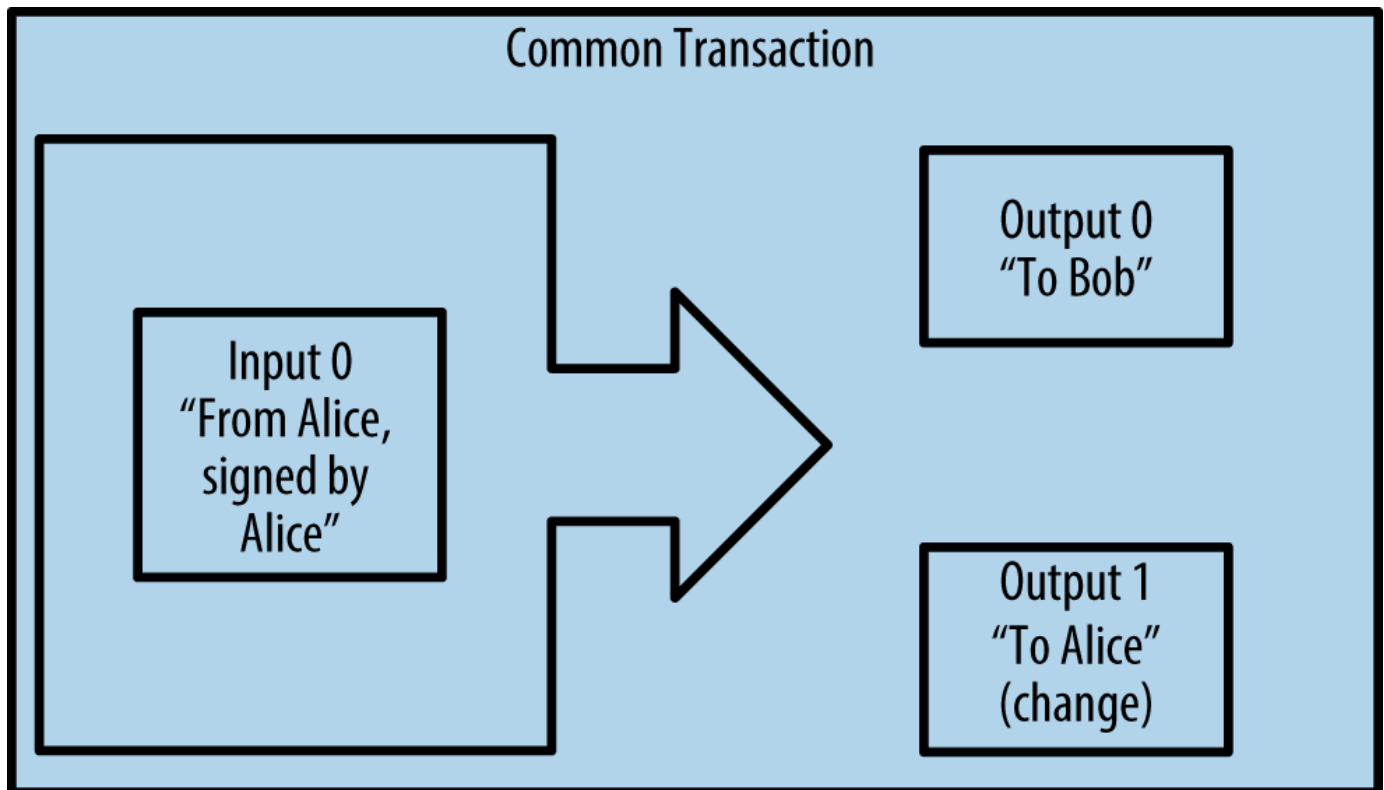 Common Transaction
Input 0
“From Alice,
signed by
Alice”
Output 0
“To Bob”
Output 1
“To Alice”
(change)